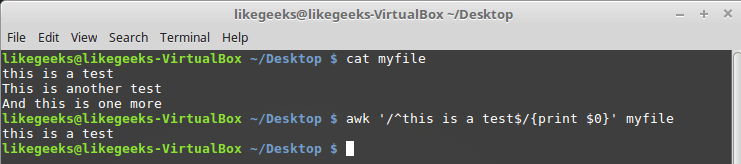 likegeeks@likegeeks-VirtualBox ~/Desktop
File Edit View Search Terminal Help
likegeeks@likegeeks-VirtualBox ~/Desktop $ cat myfile
this is a test
This is another test
And this is one more
likegeeks@likegeeks-VirtualBox ~/Desktop $ awk '/^this is a test$/{print $0}' myfile
this is a test
likegeeks@likegeeks-VirtualBox ~/Desktop $